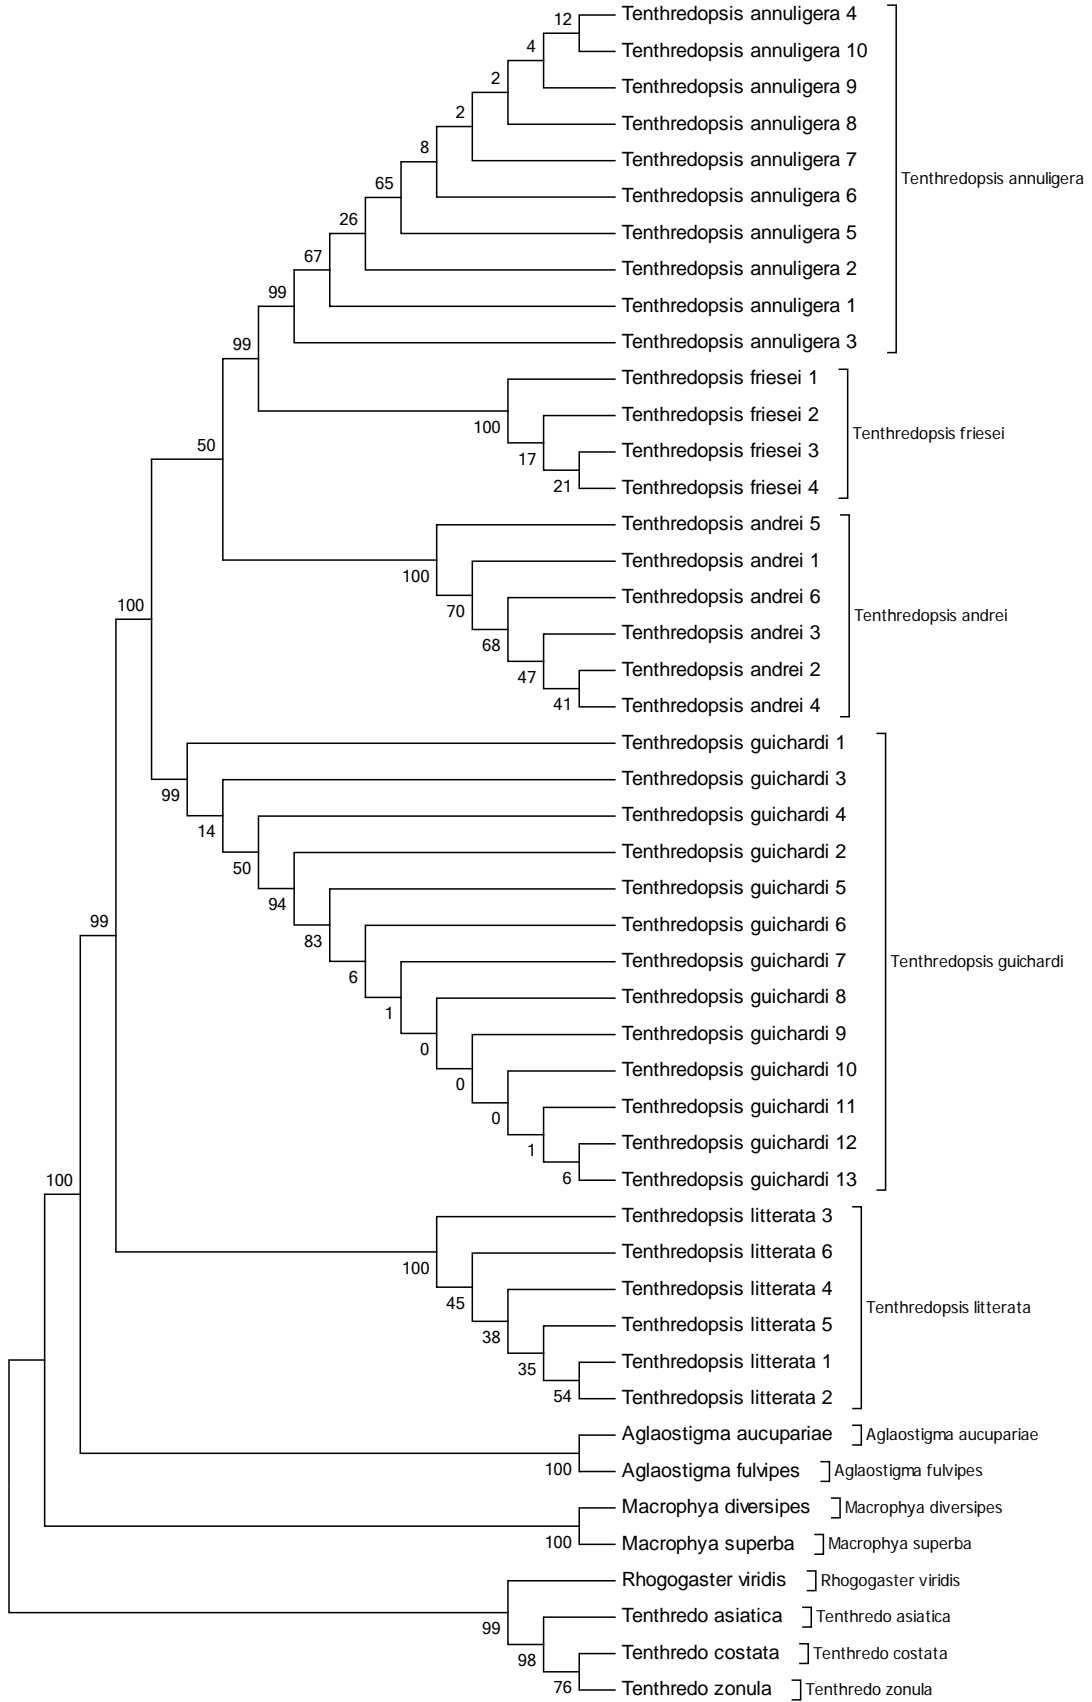 12
Tenthredopsis annuligera 4
4
Tenthredopsis annuligera 10
2
Tenthredopsis annuligera 9
2
Tenthredopsis annuligera 8
8
Tenthredopsis annuligera 7
65
Tenthredopsis annuligera 6
26
Tenthredopsis annuligera 5
67
Tenthredopsis annuligera 2
99
Tenthredopsis annuligera 1
99
Tenthredopsis annuligera 3
Tenthredopsis annuligera
Tenthredopsis friesei 1
100
Tenthredopsis friesei 2
17
Tenthredopsis friesei 3
21
Tenthredopsis friesei 4
Tenthredopsis friesei
50
Tenthredopsis andrei 5
100
Tenthredopsis andrei 1
70
Tenthredopsis andrei 6
68
Tenthredopsis andrei 3
47
Tenthredopsis andrei 2
41
Tenthredopsis andrei 4
Tenthredopsis andrei
100
Tenthredopsis guichardi 1
99
Tenthredopsis guichardi 3
14
Tenthredopsis guichardi 4
50
Tenthredopsis guichardi 2
94
Tenthredopsis guichardi 5
83
Tenthredopsis guichardi 6
6
Tenthredopsis guichardi 7
1
Tenthredopsis guichardi 8
0
Tenthredopsis guichardi 9
0
Tenthredopsis guichardi 10
0
Tenthredopsis guichardi 11
1
Tenthredopsis guichardi 12
6
Tenthredopsis guichardi 13
Tenthredopsis guichardi
99
Tenthredopsis litterata 3
100
Tenthredopsis litterata 6
45
Tenthredopsis litterata 4
38
Tenthredopsis litterata 5
35
Tenthredopsis litterata 1
54
Tenthredopsis litterata 2
Tenthredopsis litterata
100
Aglaostigma aucupariae
Aglaostigma aucupariae
100
Aglaostigma fulvipes
Aglaostigma fulvipes
Macrophya diversipes
Macrophya diversipes
100
Macrophya superba
Macrophya superba
Rhogogaster viridis
Rhogogaster viridis
99
Tenthredo asiatica
Tenthredo asiatica
98
Tenthredo costata
Tenthredo costata
76
Tenthredo zonula
Tenthredo zonula